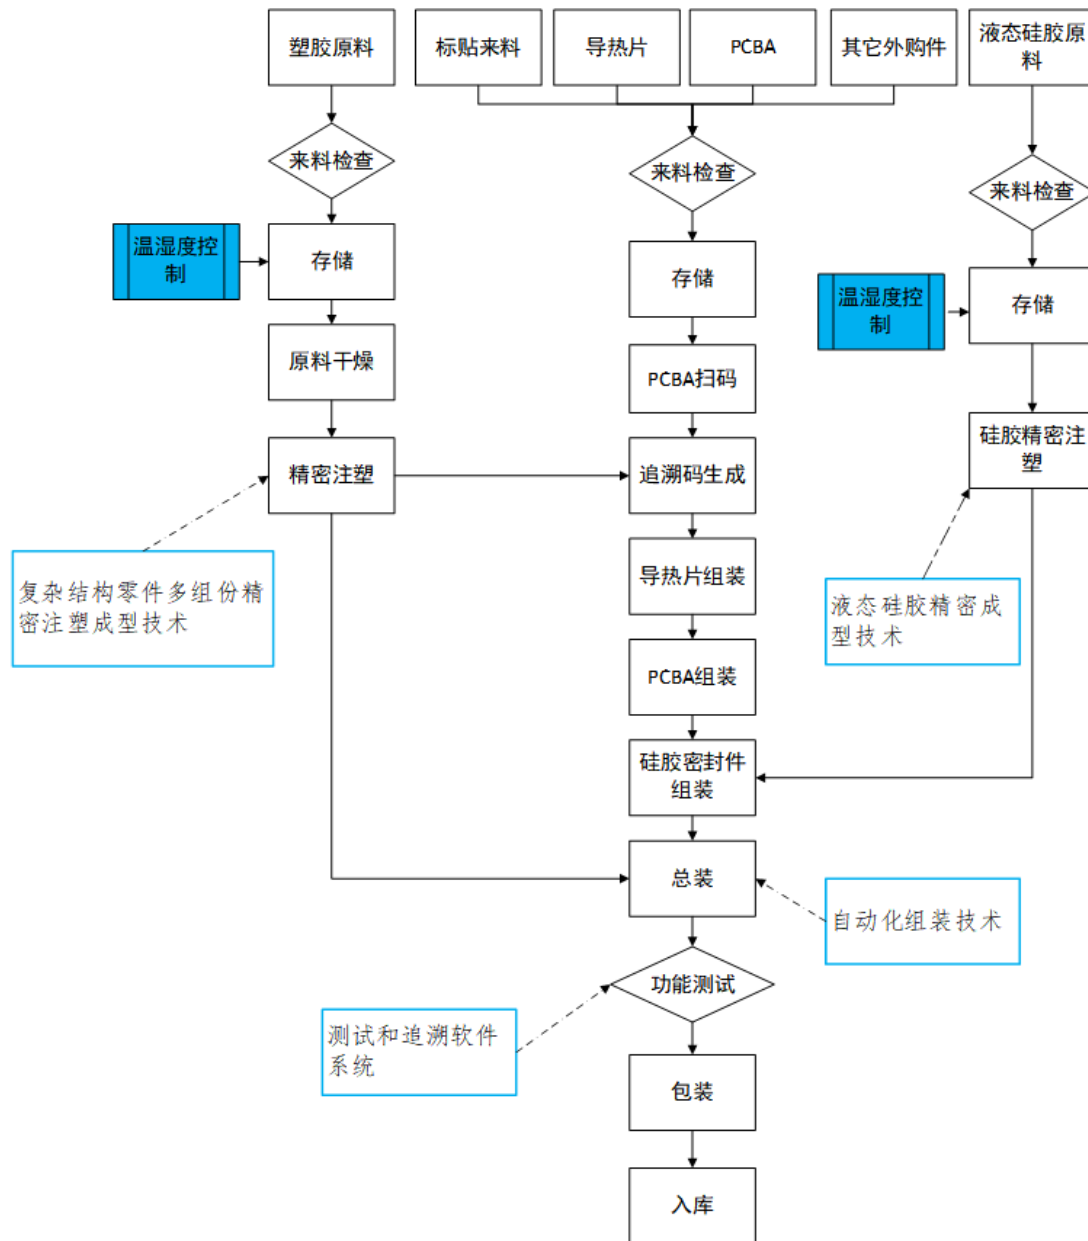 塑胶原料
标贴来料
导热片
PCBA
其它外购件
液态硅胶原
料
来料检查
来料检查
来料检查
温湿度控
制
存储
存储
温湿度控
制
存储
原料干燥
PCBA扫码
精密注塑
追溯码生成
硅胶精密注
塑
复杂结构零件多组份精
密注塑成型技术
导热片组装
液态硅胶精密成
型技术
PCBA组装
硅胶密封件
组装
总装
自动化组装技术
功能测试
测试和追溯软件
系统
包装
入库